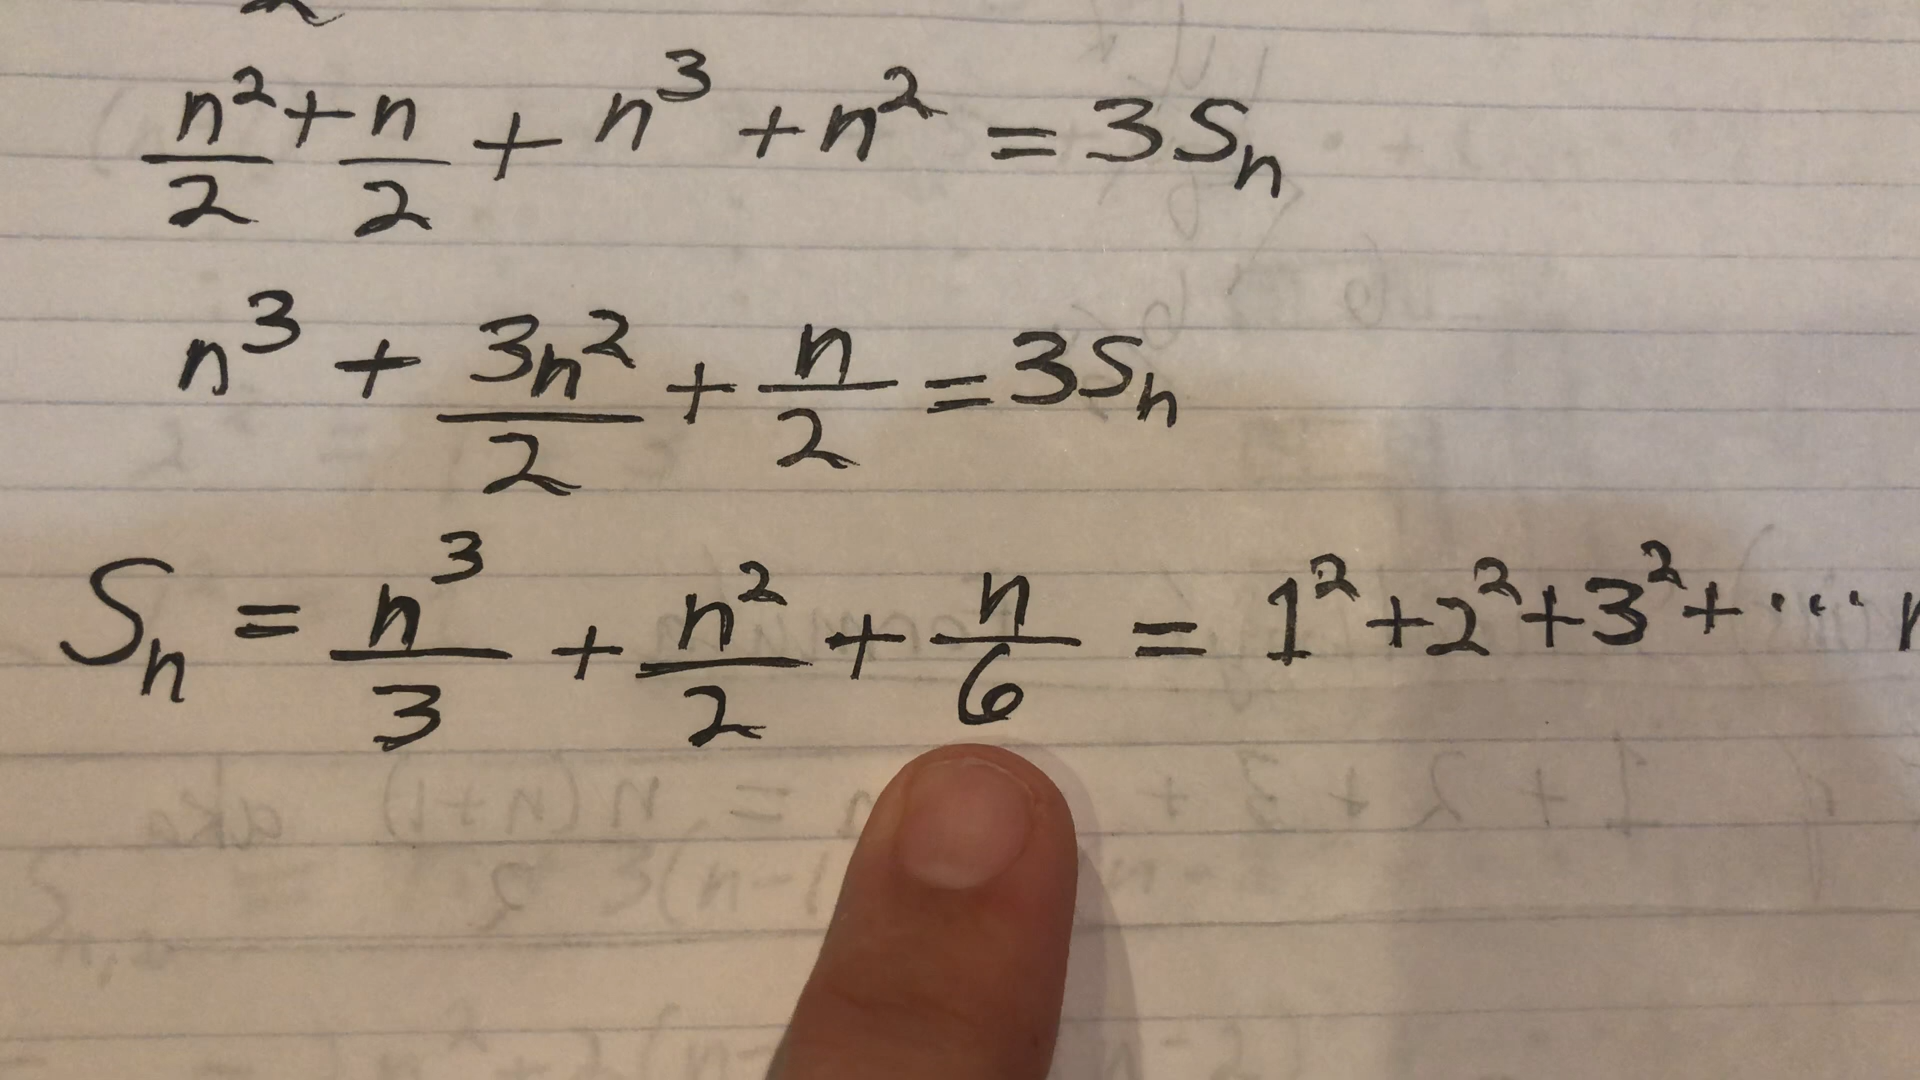 2
n²/2 + n/2 + n³ + n² = 3Sₙ
n³ + 3n²/2 + n/2 = 3Sₙ
Sₙ = n³/3 + n²/2 + n/6 = 1² + 2² + 3² + ···